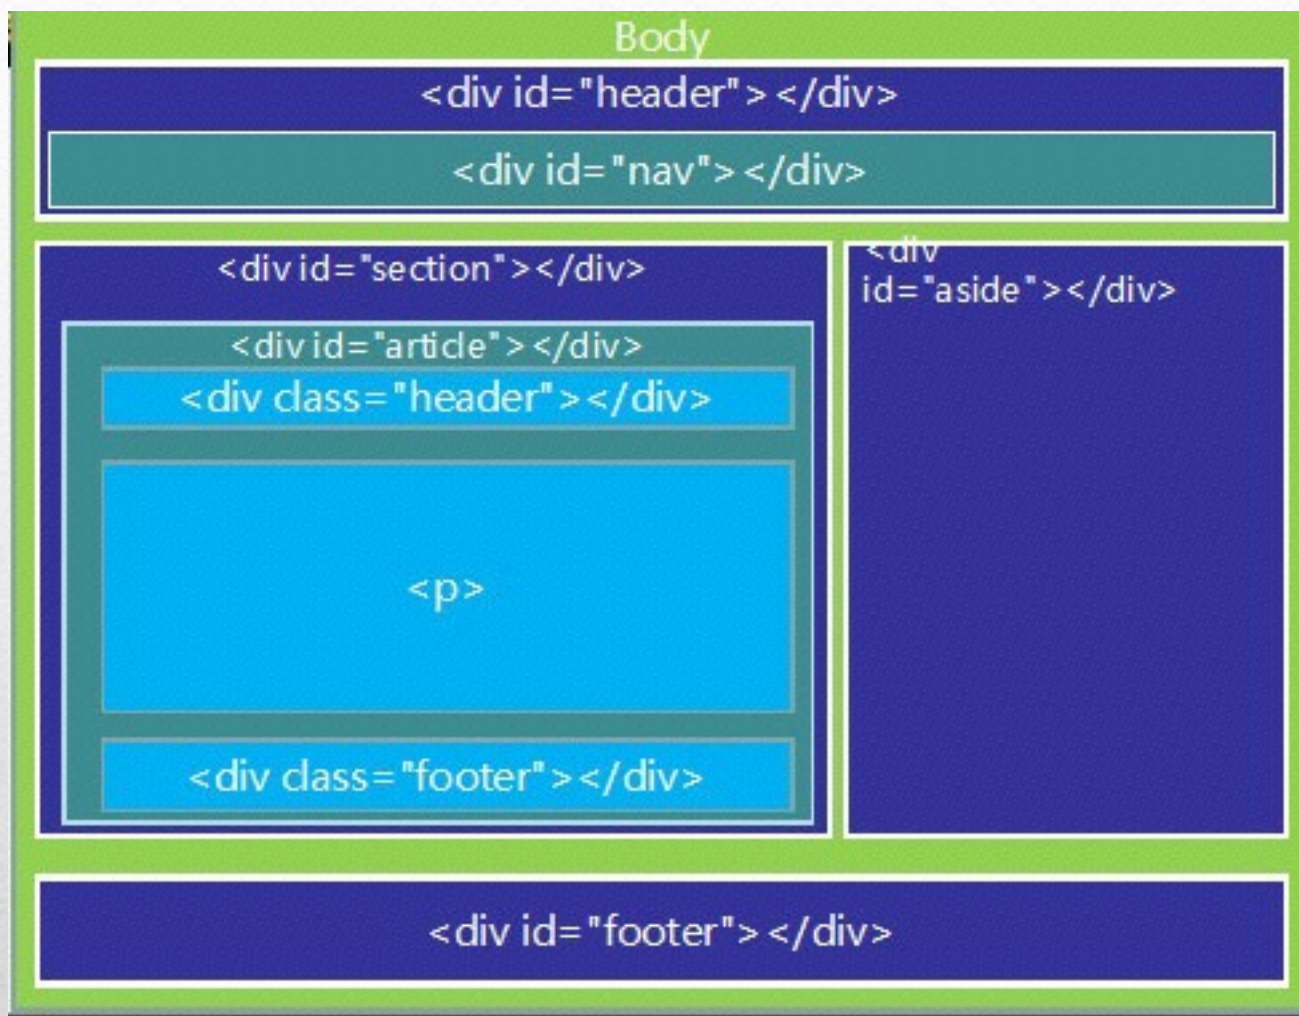 Body
<div id="header"></div>
<div id="nav"></div>
<div id="section"></div>
<div
id="aside"></div>
<div id="article"></div>
<div class="header"></div>
<p>
<div class="footer"></div>
<div id="footer"></div>